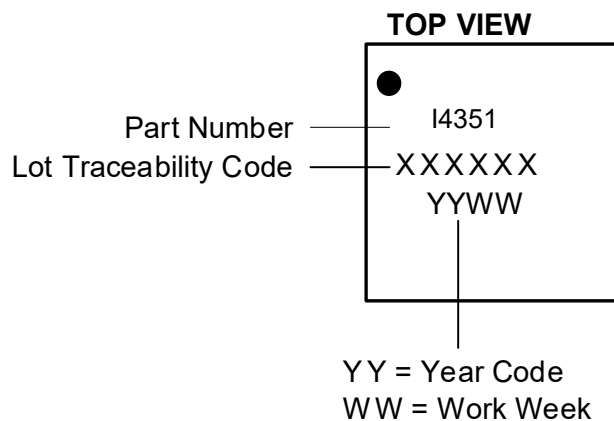 TOP VIEW
Part Number
I4351
Lot Traceability Code
XXXXXX
YYWW
YY = Year Code
WW = Work Week